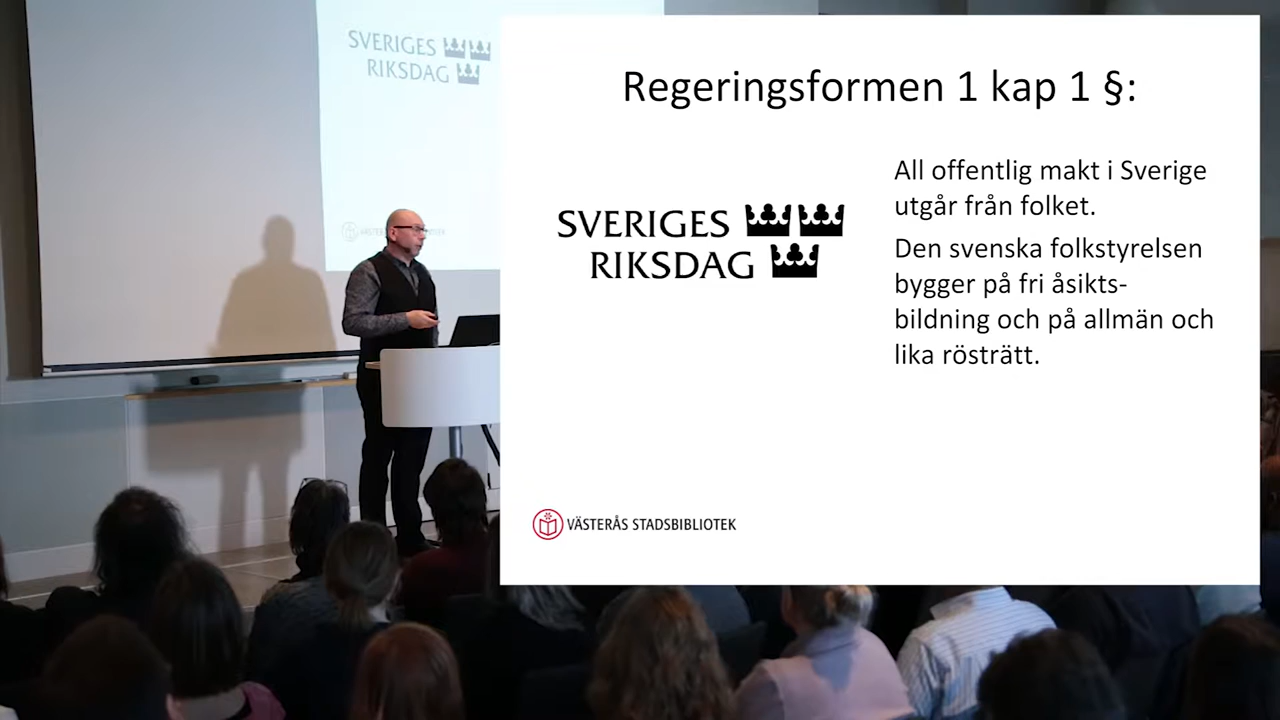 SVERIGES
RIKSDAG
Regeringsformen 1 kap 1 §:
SVERIGES
RIKSDAG
All offentlig makt i Sverige
utgår från folket.
Den svenska folkstyrelsen
bygger på fri åsikts-
bildning och på allmän och
lika rösträtt.
VÄSTERÅS STADSBIBLIOTEK